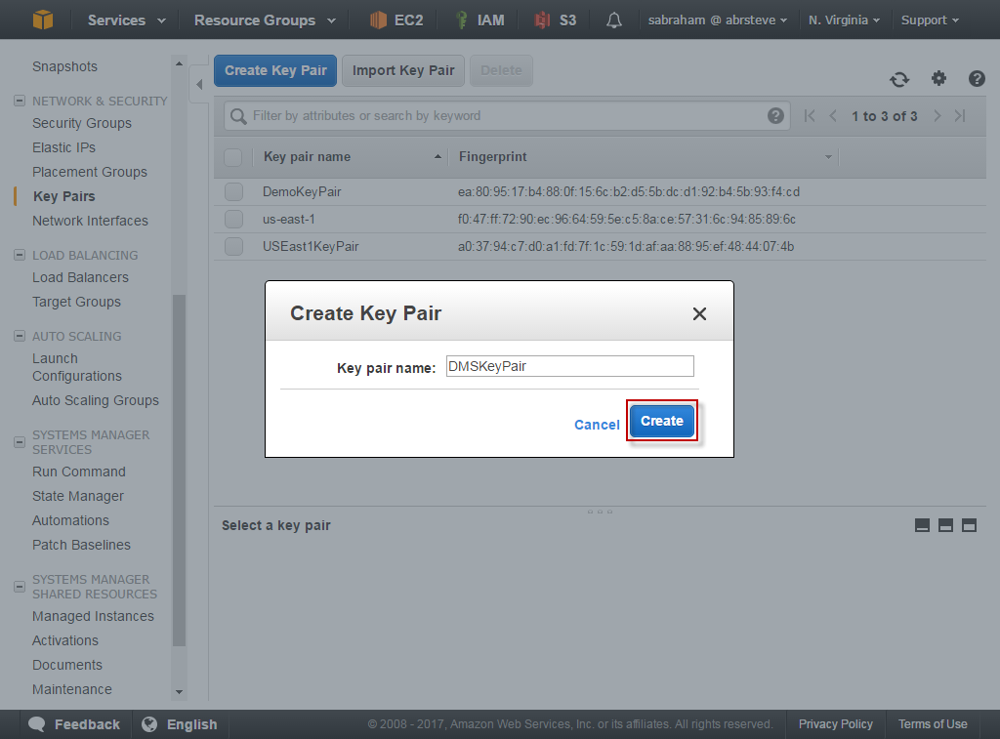 Services
Resource Groups
EC2
IAM
S3
sabraham @ abrsteve
N. Virginia
Support
Snapshots
NETWORK & SECURITY
Security Groups
Elastic IPs
Placement Groups
Key Pairs
Network Interfaces
LOAD BALANCING
Load Balancers
Target Groups
AUTO SCALING
Launch
Configurations
Auto Scaling Groups
SYSTEMS MANAGER
SERVICES
Run Command
State Manager
Automations
Patch Baselines
SYSTEMS MANAGER
SHARED RESOURCES
Managed Instances
Activations
Documents
Maintenance
Create Key Pair
Import Key Pair
Delete
Filter by attributes or search by keyword
1 to 3 of 3
Key pair name
Fingerprint
DemoKeyPair ea:80:95:17:b4:88:0f:15:6c:b2:d5:5b:dc:d1:92:b4:5b:93:f4:cd
us-east-1 f0:47:ff:72:90:ec:96:64:59:5e:c5:8a:ce:57:31:6c:94:85:89:6c
USEast1KeyPair a0:37:94:c7:d0:a1:fd:7f:1c:59:1d:af:aa:88:95:ef:48:44:07:4b
Create Key Pair
Key pair name: DMSKeyPair
Cancel
Create
Select a key pair
Feedback
English
© 2008 - 2017, Amazon Web Services, Inc. or its affiliates. All rights reserved.
Privacy Policy
Terms of Use